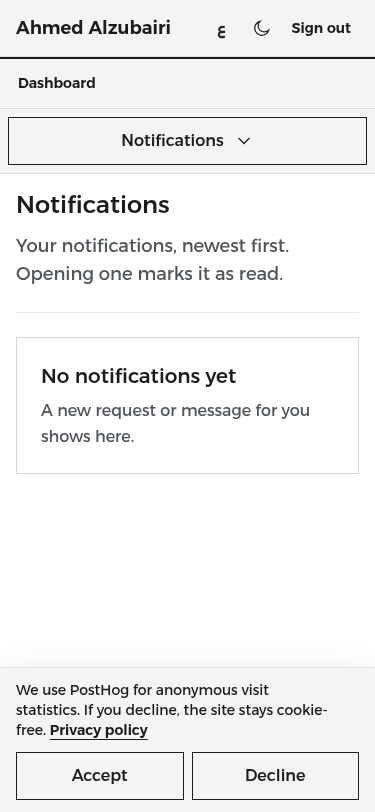 Ahmed Alzubairi
ع
Sign out
Dashboard
Notifications
Notifications
Your notifications, newest first.
Opening one marks it as read.
No notifications yet
A new request or message for you
shows here.
We use PostHog for anonymous visit
statistics. If you decline, the site stays cookie-
free. Privacy policy
Accept
Decline